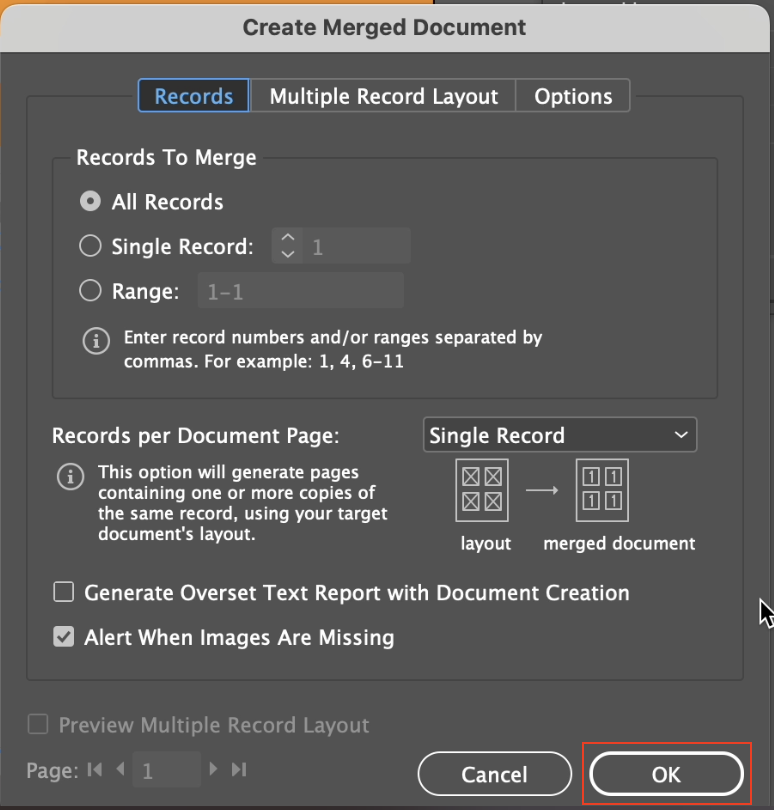 Create Merged Document
Records
Multiple Record Layout
Options
Records To Merge
All Records
Single Record: 1
Range: 1-1
Enter record numbers and/or ranges separated by
commas. For example: 1, 4, 6-11
Records per Document Page: Single Record
This option will generate pages
containing one or more copies of
the same record, using your target
document's layout.
1 1
1 1
layout
merged document
Generate Overset Text Report with Document Creation
Alert When Images Are Missing
Preview Multiple Record Layout
Page: 1
Cancel
OK